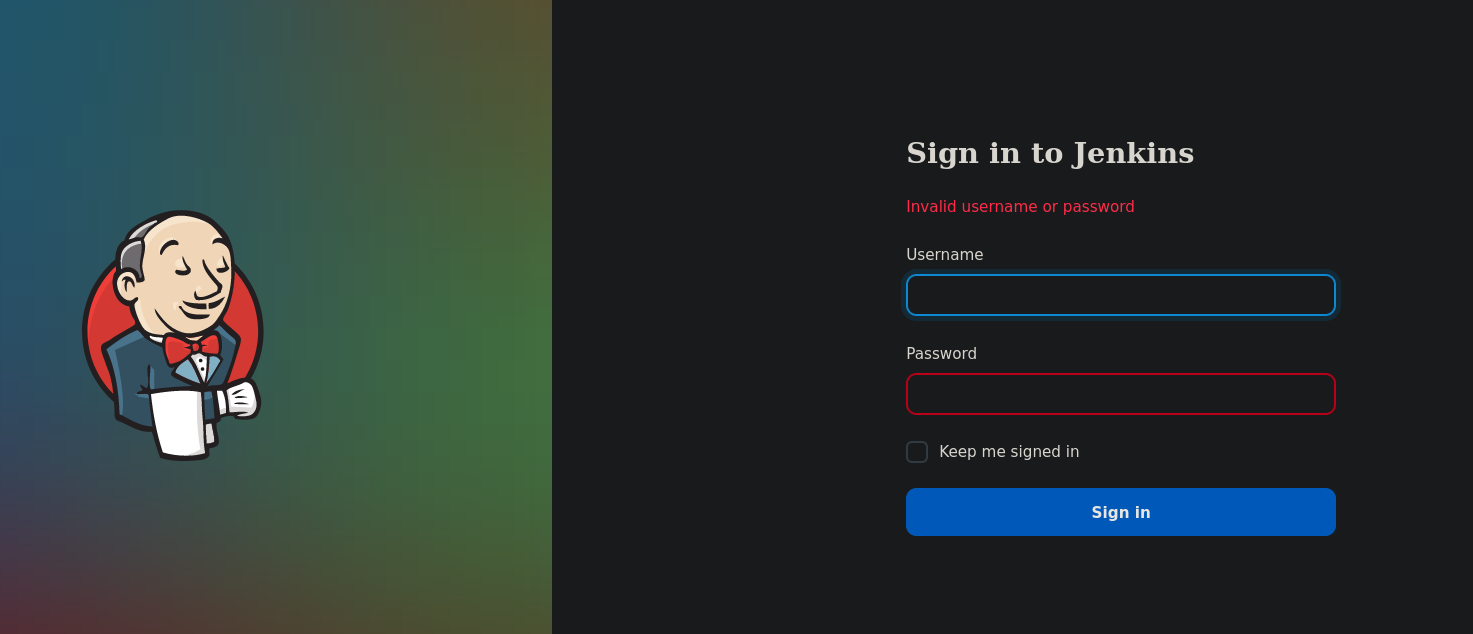 Sign in to Jenkins
Invalid username or password
Username
Password
Keep me signed in
Sign in